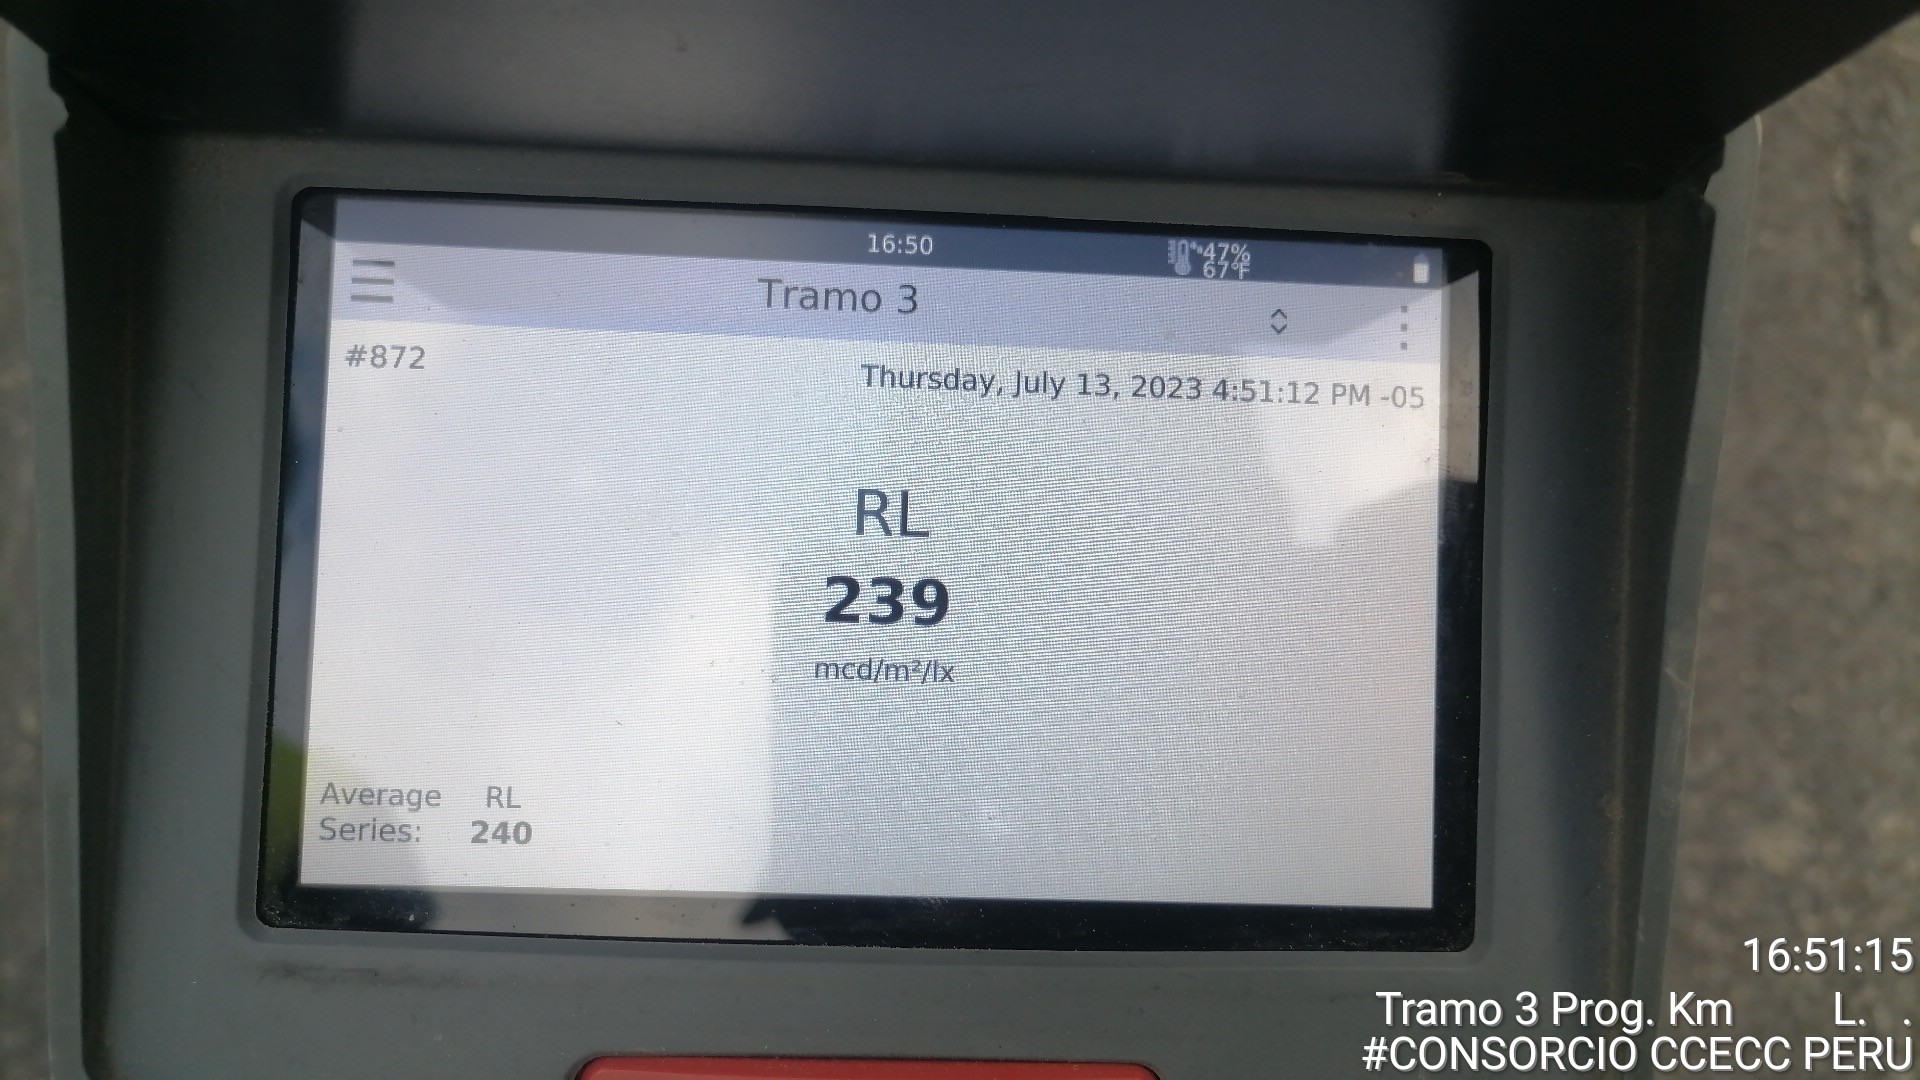 16:50
47%
67°F
Tramo 3
#872
Thursday, July 13, 2023 4:51:12 PM -05
RL
239
mcd/m²/lx
Average RL
Series: 240
16:51:15
Tramo 3 Prog. Km L. .
#CONSORCIO CCECC PERU